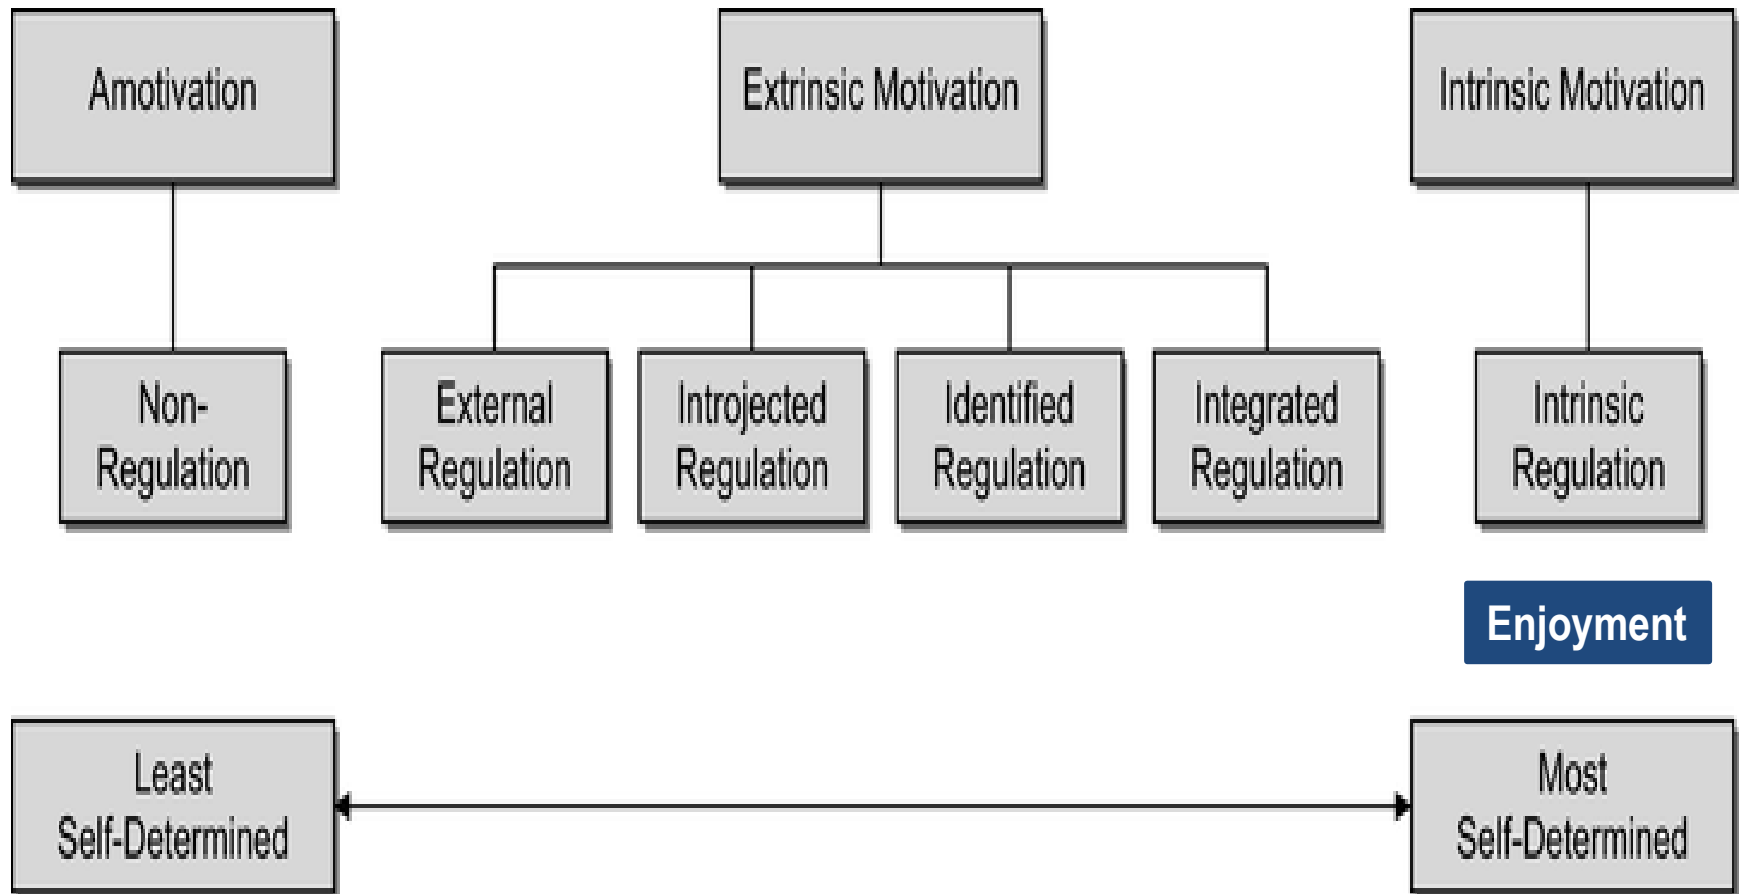 Amotivation
Extrinsic Motivation
Intrinsic Motivation
Non-
Regulation
External
Regulation
Introjected
Regulation
Identified
Regulation
Integrated
Regulation
Intrinsic
Regulation
Enjoyment
Least
Self-Determined
Most
Self-Determined